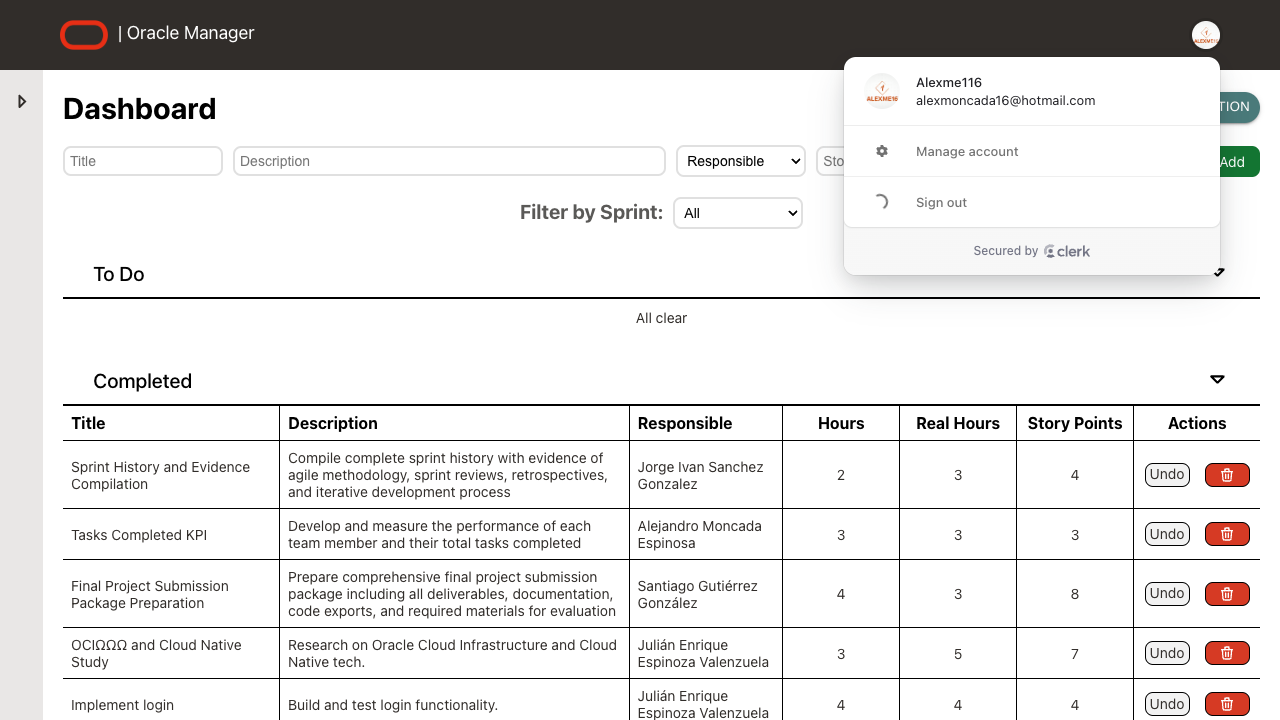 | Oracle Manager
ALEXME16
Alexme116
alexmoncada16@hotmail.com
ALEXME16
Manage account
Sign out
Secured by clerk
Dashboard
TION
Title
Description
Responsible
Sto
Add
Filter by Sprint:
All
To Do
All clear
Completed
Title Description Responsible Hours Real Hours Story Points Actions
Sprint History and Evidence
Compilation
Compile complete sprint history with evidence of
agile methodology, sprint reviews, retrospectives,
and iterative development process
Jorge Ivan Sanchez
Gonzalez
2 3 4 Undo
Tasks Completed KPI
Develop and measure the performance of each
team member and their total tasks completed
Alejandro Moncada
Espinosa
3 3 3 Undo
Final Project Submission
Package Preparation
Prepare comprehensive final project submission
package including all deliverables, documentation,
code exports, and required materials for evaluation
Santiago Gutiérrez
González
4 3 8 Undo
OCIΩΩΩ and Cloud Native
Study
Research on Oracle Cloud Infrastructure and Cloud
Native tech.
Julián Enrique
Espinoza Valenzuela
3 5 7 Undo
Implement login
Build and test login functionality.
Julián Enrique
Espinoza Valenzuela
4 4 4 Undo